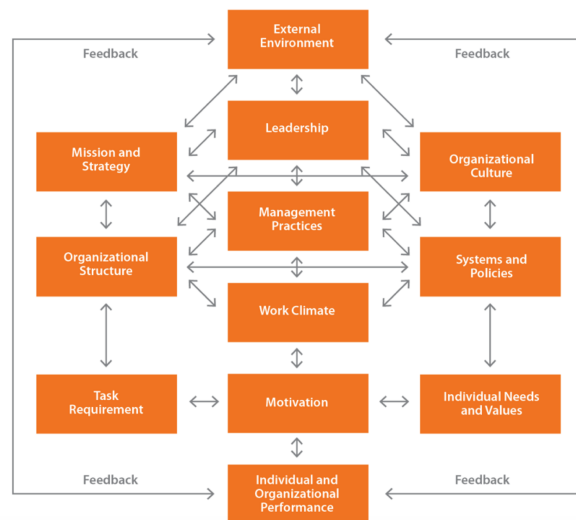 External
Environment
Feedback
Feedback
Leadership
Mission and
Strategy
Organizational
Culture
Management
Practices
Organizational
Structure
Systems and
Policies
Work Climate
Task
Requirement
Motivation
Individual Needs
and Values
Feedback
Individual and
Organizational
Performance
Feedback